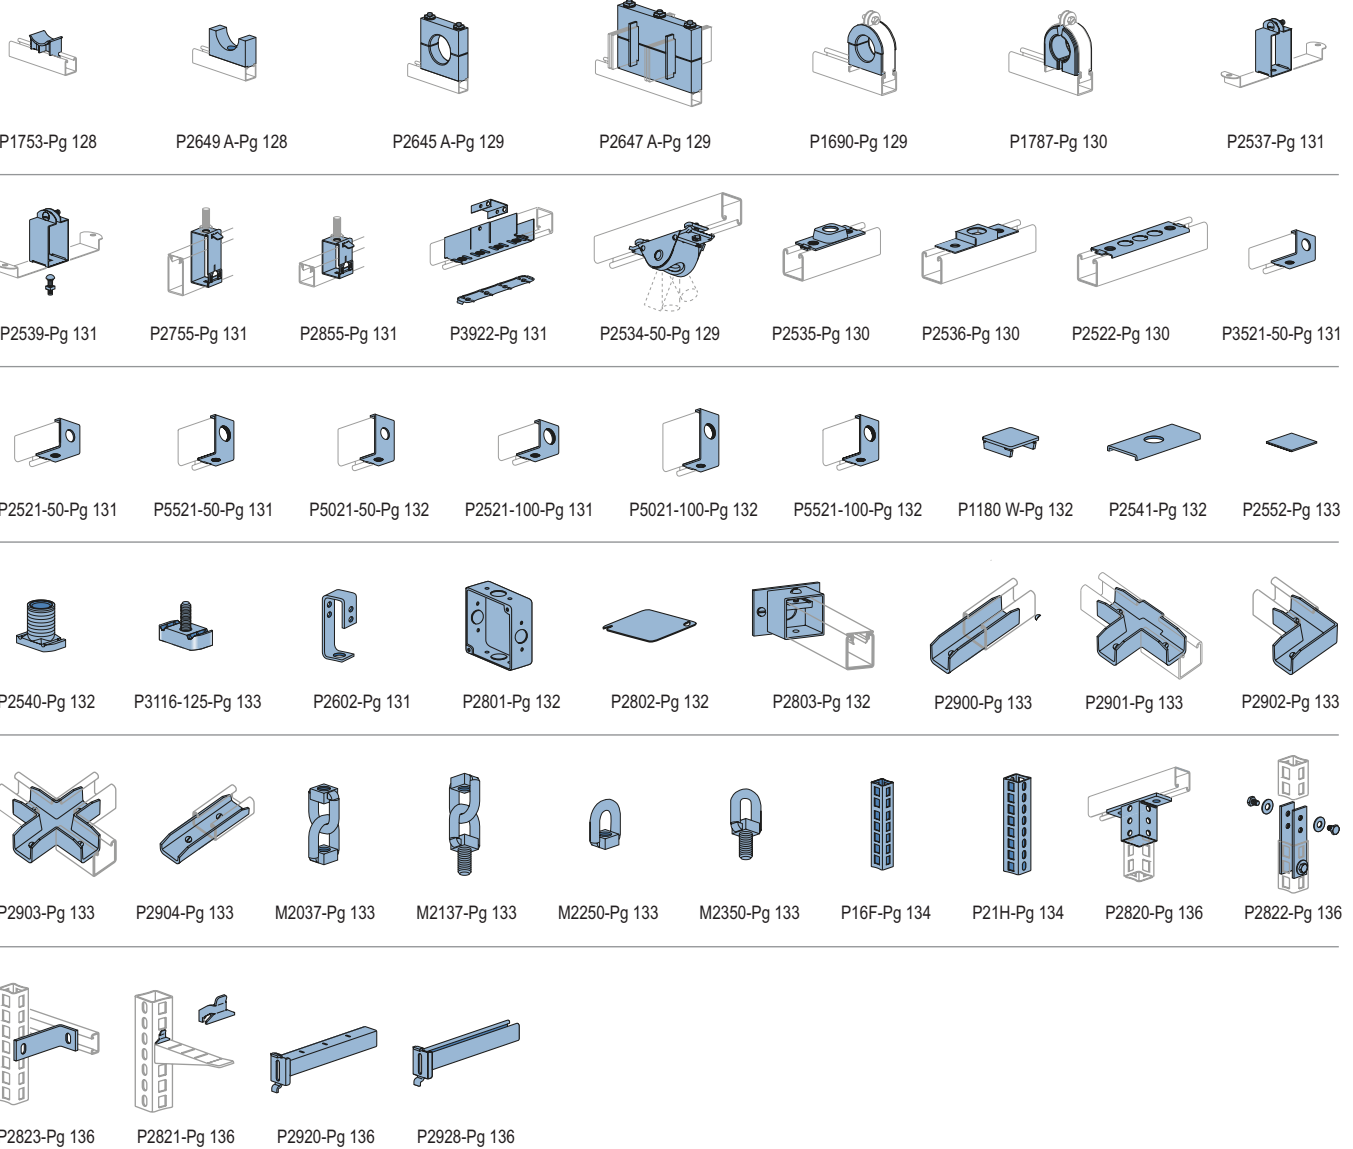 P1753-Pg 128 P2649 A-Pg 128 P2645 A-Pg 129 P2647 A-Pg 129 P1690-Pg 129 P1787-Pg 130 P2537-Pg 131
P2539-Pg 131 P2755-Pg 131 P2855-Pg 131 P3922-Pg 131 P2534-50-Pg 129 P2535-Pg 130 P2536-Pg 130 P2522-Pg 130 P3521-50-Pg 131
P2521-50-Pg 131 P5521-50-Pg 131 P5021-50-Pg 132 P2521-100-Pg 131 P5021-100-Pg 132 P5521-100-Pg 132 P1180 W-Pg 132 P2541-Pg 132 P2552-Pg 133
P2540-Pg 132 P3116-125-Pg 133 P2602-Pg 131 P2801-Pg 132 P2802-Pg 132 P2803-Pg 132 P2900-Pg 133 P2901-Pg 133 P2902-Pg 133
P2903-Pg 133 P2904-Pg 133 M2037-Pg 133 M2137-Pg 133 M2250-Pg 133 M2350-Pg 133 P16F-Pg 134 P21H-Pg 134 P2820-Pg 136 P2822-Pg 136
P2823-Pg 136 P2821-Pg 136 P2920-Pg 136 P2928-Pg 136